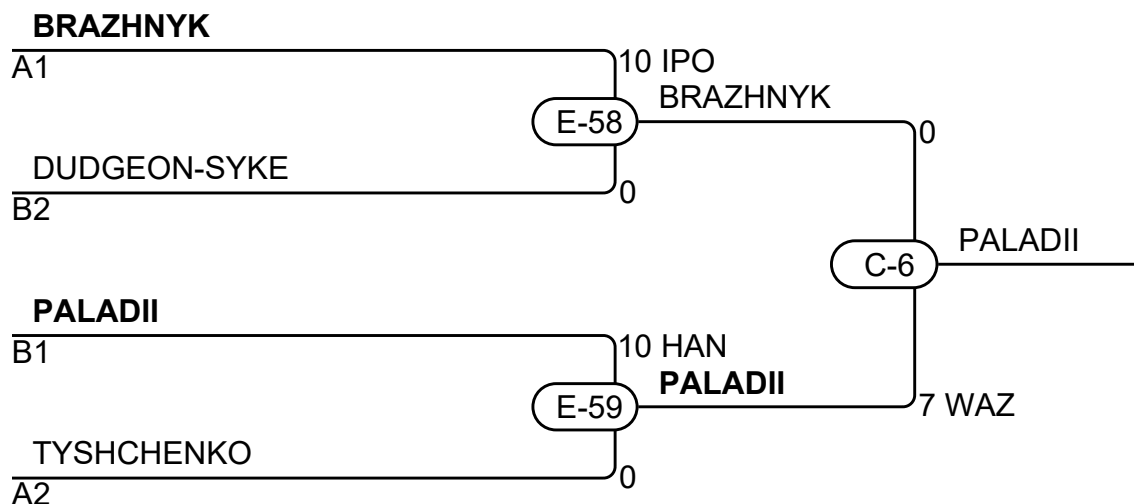 BRAZHNYK
A1
10 IPO
BRAZHNYK
E-58
0
DUDGEON-SYKE
B2
0
PALADII
C-6
PALADII
B1
10 HAN
PALADII
E-59
7 WAZ
TYSHCHENKO
A2
0